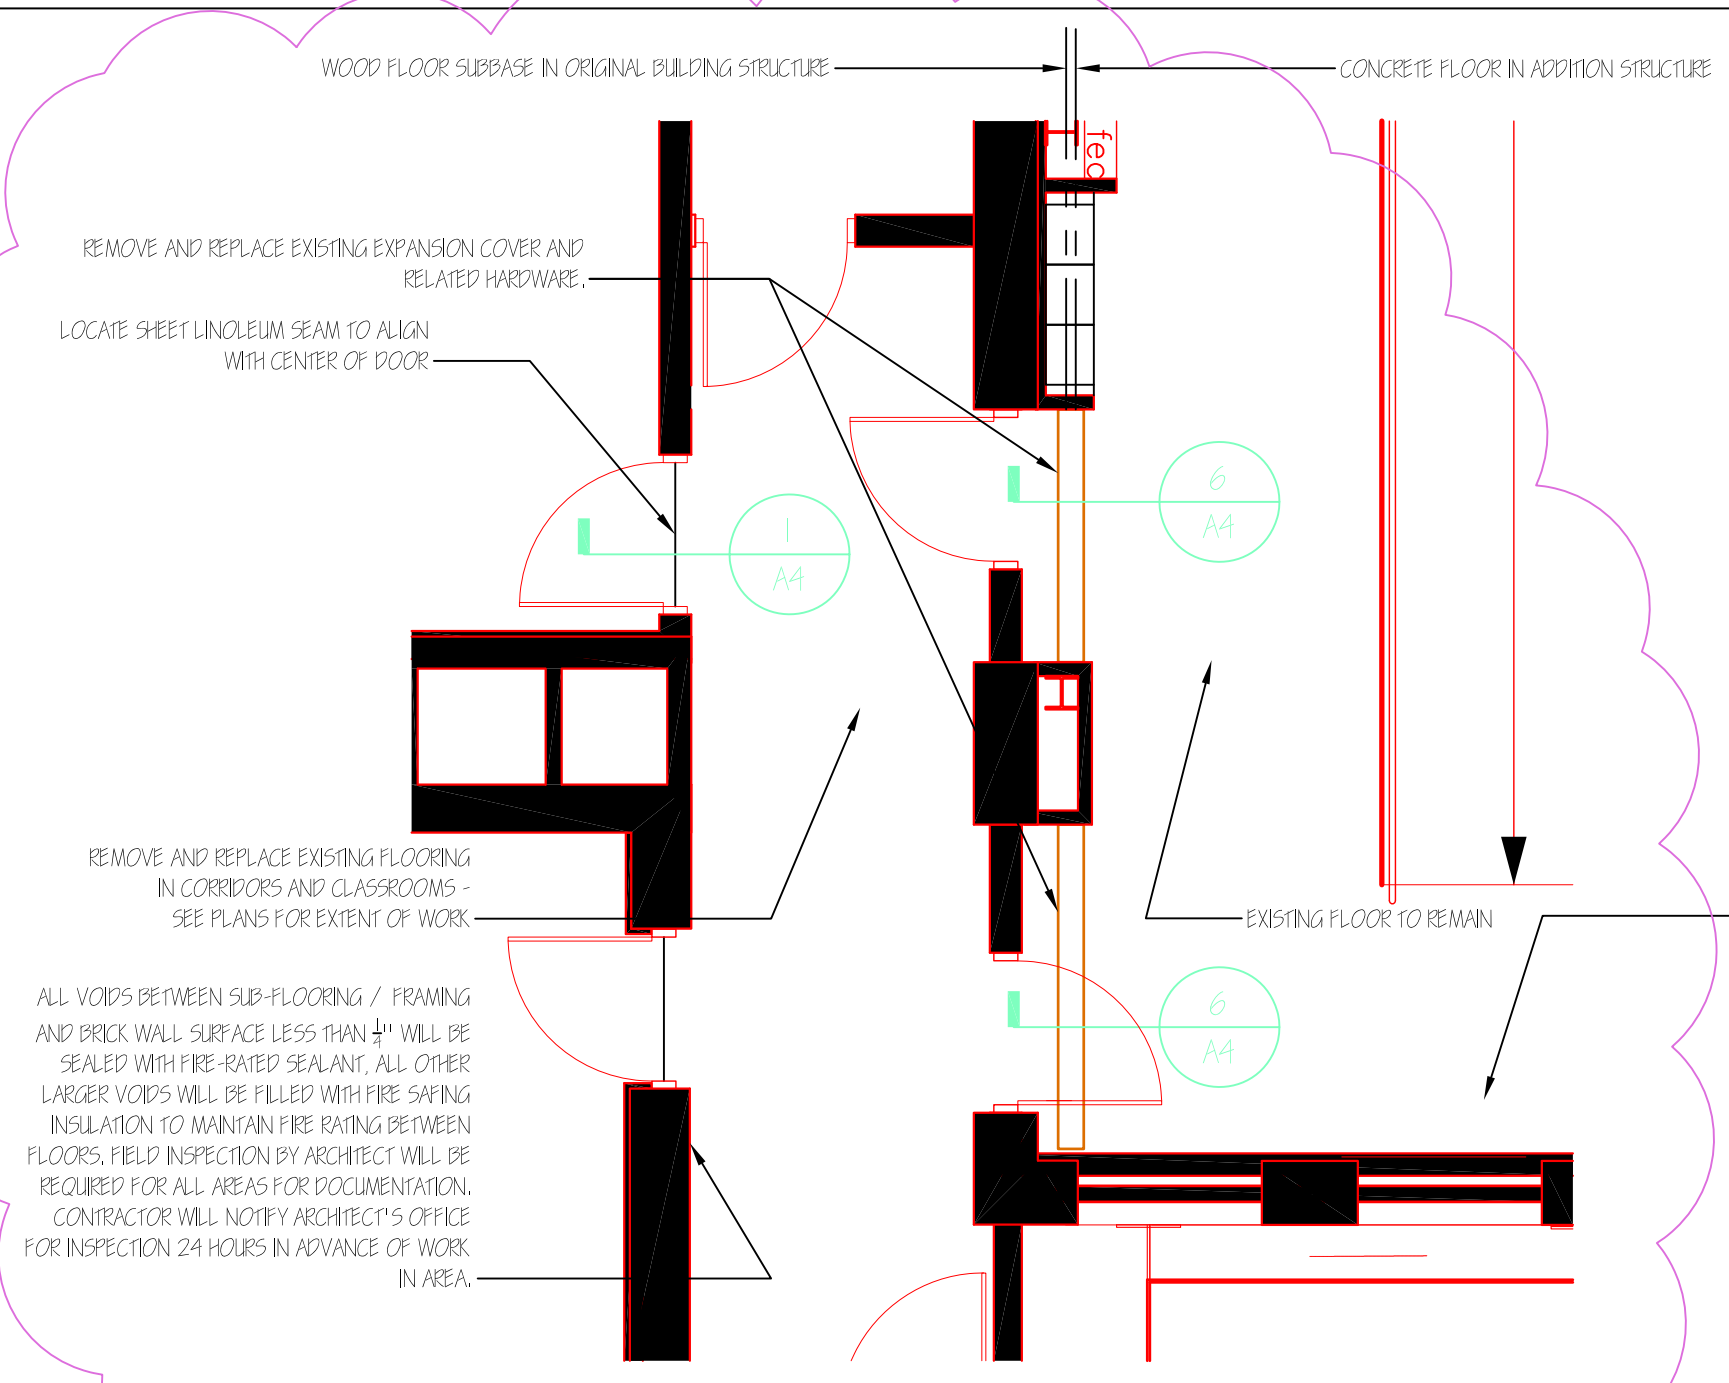 WOOD FLOOR SUBBASE IN ORIGINAL BUILDING STRUCTURE
CONCRETE FLOOR IN ADDITION STRUCTURE
fec
REMOVE AND REPLACE EXISTING EXPANSION COVER AND
RELATED HARDWARE.
LOCATE SHEET LINOLEUM SEAM TO ALIGN
WITH CENTER OF DOOR
6
A4
1
A4
REMOVE AND REPLACE EXISTING FLOORING
IN CORRIDORS AND CLASSROOMS -
SEE PLANS FOR EXTENT OF WORK
EXISTING FLOOR TO REMAIN
6
A4
ALL VOIDS BETWEEN SUB-FLOORING / FRAMING
AND BRICK WALL SURFACE LESS THAN 1/4" WILL BE
SEALED WITH FIRE-RATED SEALANT, ALL OTHER
LARGER VOIDS WILL BE FILLED WITH FIRE SAFING
INSULATION TO MAINTAIN FIRE RATING BETWEEN
FLOORS. FIELD INSPECTION BY ARCHITECT WILL BE
REQUIRED FOR ALL AREAS FOR DOCUMENTATION.
CONTRACTOR WILL NOTIFY ARCHITECT'S OFFICE
FOR INSPECTION 24 HOURS IN ADVANCE OF WORK
IN AREA.